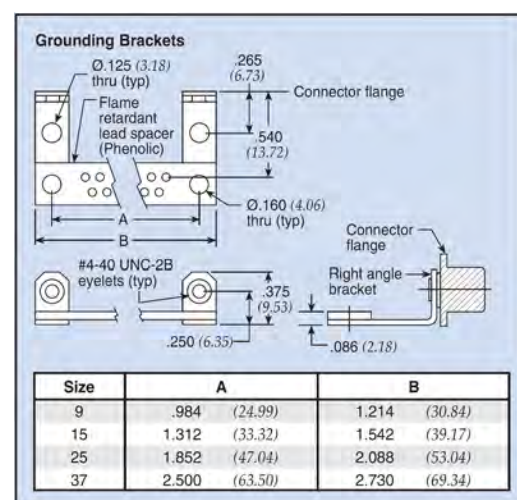 Grounding Brackets
Ø.125 (3.18)
thru (typ)
Flame
retardant
lead spacer
(Phenolic)
.265
(6.73)
Connector flange
.540
(13.72)
Ø.160 (4.06)
thru (typ)
A
B
#4-40 UNC-2B
eyelets (typ)
.375
(9.53)
.250 (6.35)
Connector
flange
Right angle
bracket
.086 (2.18)
Size A B
9 .984 (24.99) 1.214 (30.84)
15 1.312 (33.32) 1.542 (39.17)
25 1.852 (47.04) 2.088 (53.04)
37 2.500 (63.50) 2.730 (69.34)